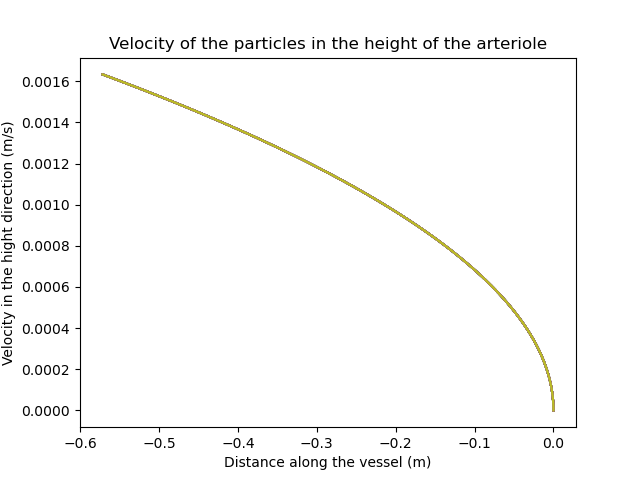 Velocity of the particles in the height of the arteriole
Velocity in the hight direction (m/s)
0.0016
0.0014
0.0012
0.0010
0.0008
0.0006
0.0004
0.0002
0.0000
−0.6 −0.5 −0.4 −0.3 −0.2 −0.1 0.0
Distance along the vessel (m)